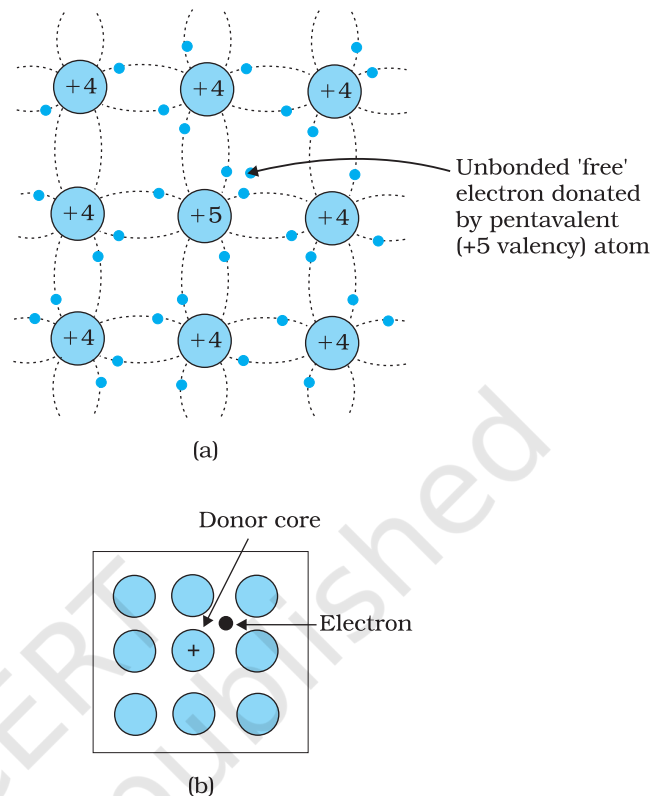 +4 +4 +4
Unbonded 'free'
electron donated
by pentavalent
(+5 valency) atom
+4 +5 +4
+4 +4 +4
(a)
Donor core
Electron
+
(b)
published